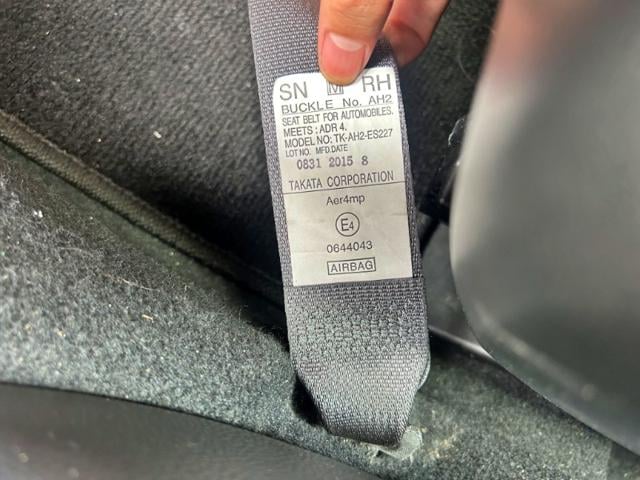 SN M RH
BUCKLE No. AH2
SEAT BELT FOR AUTOMOBILES.
MEETS : ADR 4.
MODEL NO: TK-AH2-ES227
LOT NO. MFD.DATE
0831 2015 8
TAKATA CORPORATION
Aer4mp
E4
0644043
AIRBAG